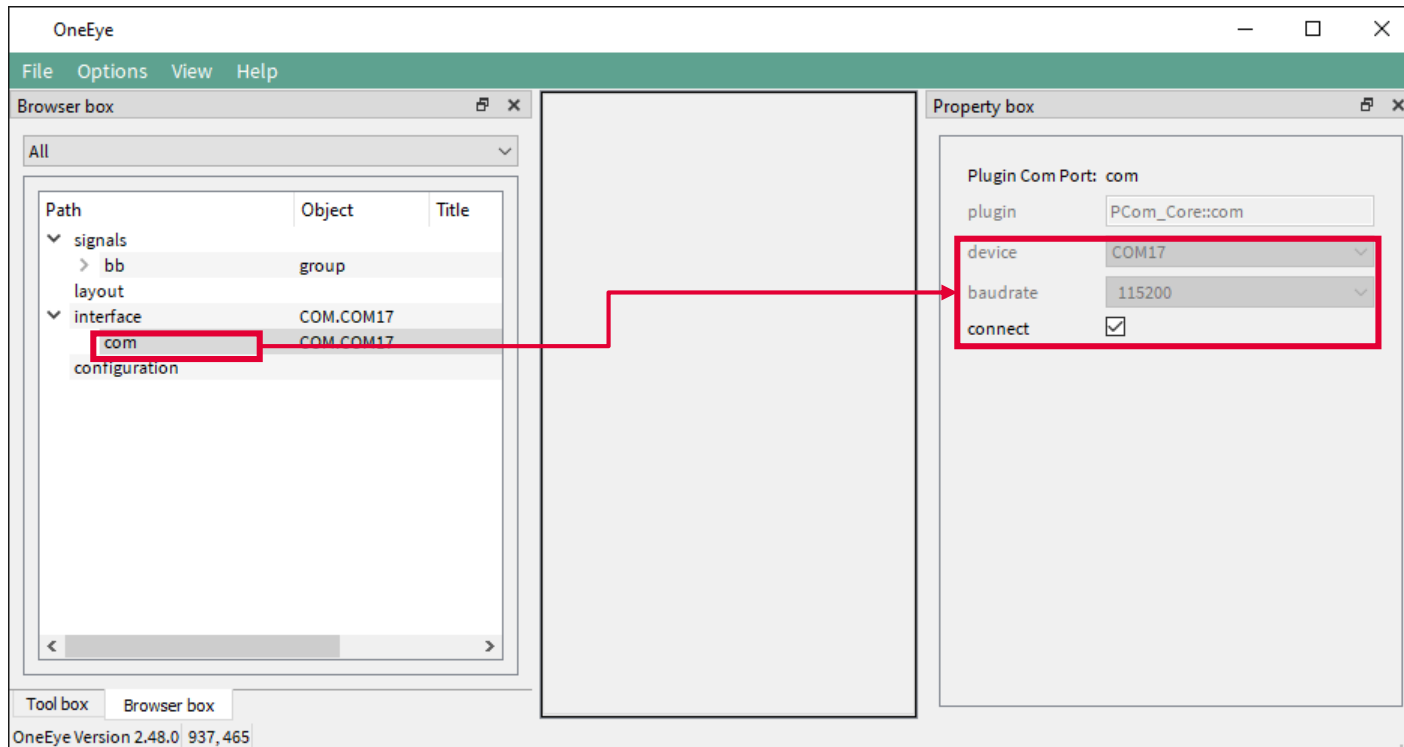 OneEye
File Options View Help
Browser box
Property box
All
Path Object Title
signals
bb group
layout
interface COM.COM17
com COM.COM17
configuration
Plugin Com Port: com
plugin PCom_Core::com
device COM17
baudrate 115200
connect
Tool box Browser box
OneEye Version 2.48.0 937, 465